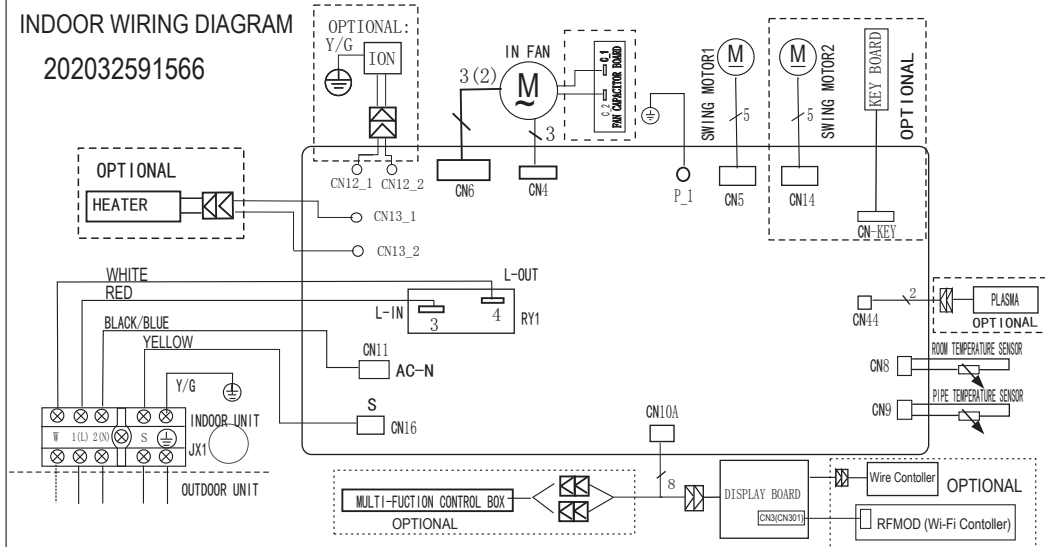 INDOOR WIRING DIAGRAM
202032591566
OPTIONAL:
Y/G
ION
IN FAN
3(2)
M
~
3
C_1
C_2
FAN CAPACITOR BOARD
SWING MOTOR1
M
5
M
SWING MOTOR2
5
KEY BOARD
OPTIONAL
OPTIONAL
HEATER
CN12_1
CN12_2
CN6
CN4
P_1
CN5
CN14
CN-KEY
CN13_1
CN13_2
WHITE
RED
BLACK/BLUE
YELLOW
Y/G
L-OUT
L-IN
3
4
RY1
CN11
AC-N
S
CN16
CN44
2
PLASMA
OPTIONAL
CN8
ROOM TEMPERATURE SENSOR
CN9
PIPE TEMPERATURE SENSOR
W 1(L) 2(N) S
INDOOR UNIT
JX1
OUTDOOR UNIT
CN10A
8
MULTI-FUCTION CONTROL BOX
OPTIONAL
DISPLAY BOARD
CN3(CN301)
Wire Contoller
OPTIONAL
RFMOD (Wi-Fi Contoller)